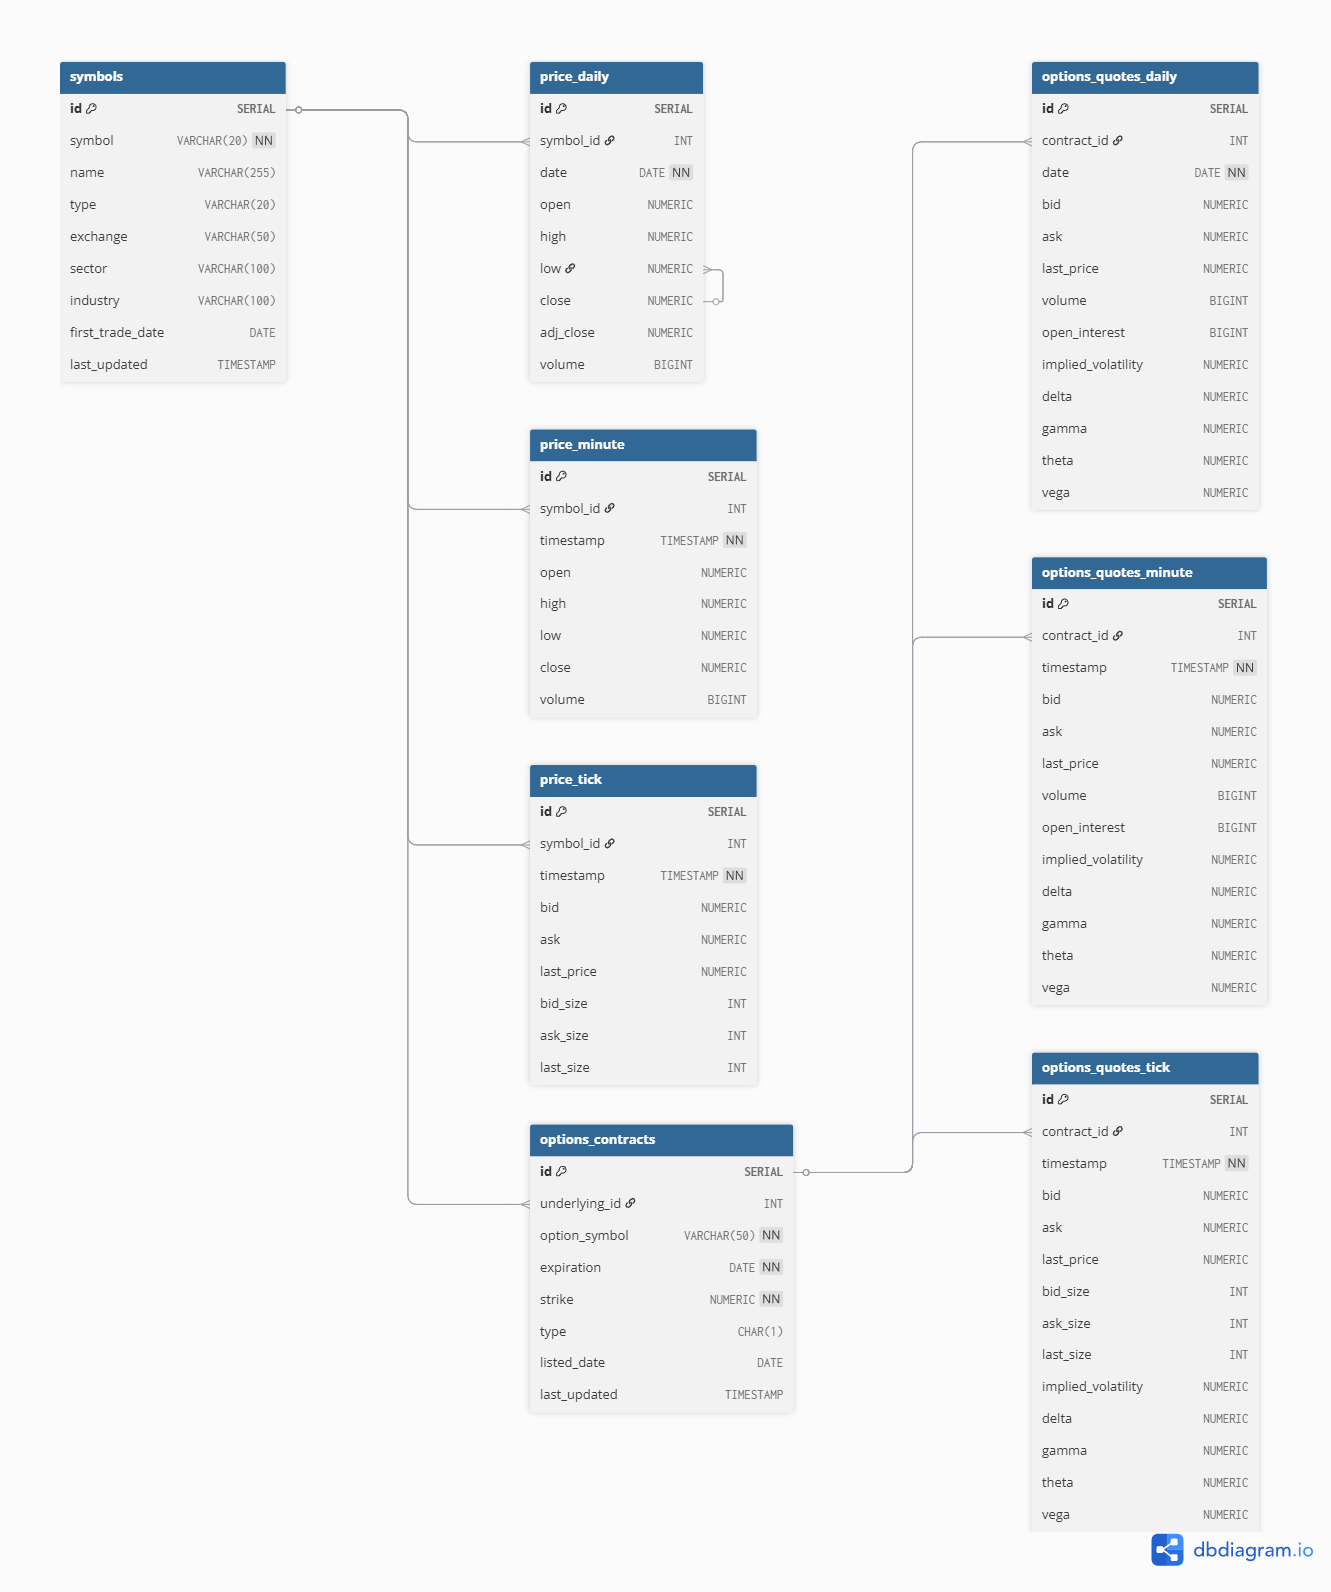 symbols
id SERIAL
symbol VARCHAR(20) NN
name VARCHAR(255)
type VARCHAR(20)
exchange VARCHAR(50)
sector VARCHAR(100)
industry VARCHAR(100)
first_trade_date DATE
last_updated TIMESTAMP
price_daily
id SERIAL
symbol_id INT
date DATE NN
open NUMERIC
high NUMERIC
low NUMERIC
close NUMERIC
adj_close NUMERIC
volume BIGINT
price_minute
id SERIAL
symbol_id INT
timestamp TIMESTAMP NN
open NUMERIC
high NUMERIC
low NUMERIC
close NUMERIC
volume BIGINT
price_tick
id SERIAL
symbol_id INT
timestamp TIMESTAMP NN
bid NUMERIC
ask NUMERIC
last_price NUMERIC
bid_size INT
ask_size INT
last_size INT
options_contracts
id SERIAL
underlying_id INT
option_symbol VARCHAR(50) NN
expiration DATE NN
strike NUMERIC NN
type CHAR(1)
listed_date DATE
last_updated TIMESTAMP
options_quotes_daily
id SERIAL
contract_id INT
date DATE NN
bid NUMERIC
ask NUMERIC
last_price NUMERIC
volume BIGINT
open_interest BIGINT
implied_volatility NUMERIC
delta NUMERIC
gamma NUMERIC
theta NUMERIC
vega NUMERIC
options_quotes_minute
id SERIAL
contract_id INT
timestamp TIMESTAMP NN
bid NUMERIC
ask NUMERIC
last_price NUMERIC
volume BIGINT
open_interest BIGINT
implied_volatility NUMERIC
delta NUMERIC
gamma NUMERIC
theta NUMERIC
vega NUMERIC
options_quotes_tick
id SERIAL
contract_id INT
timestamp TIMESTAMP NN
bid NUMERIC
ask NUMERIC
last_price NUMERIC
bid_size INT
ask_size INT
last_size INT
implied_volatility NUMERIC
delta NUMERIC
gamma NUMERIC
theta NUMERIC
vega NUMERIC
dbdiagram.io